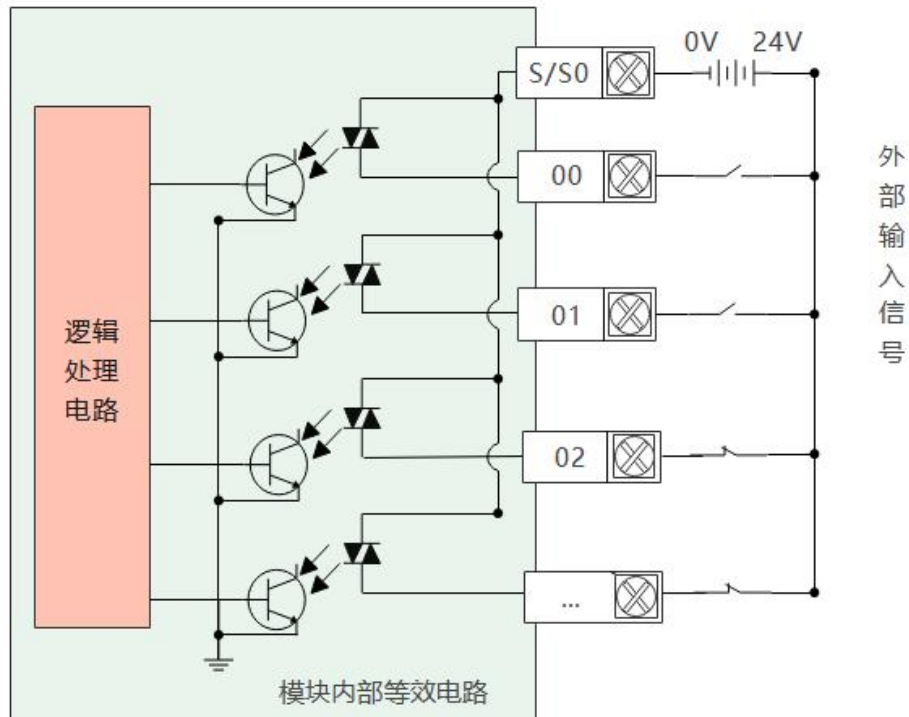 0V 24V
S/S0
00
01
02
...
逻辑
处理
电路
外
部
输
入
信
号
模块内部等效电路